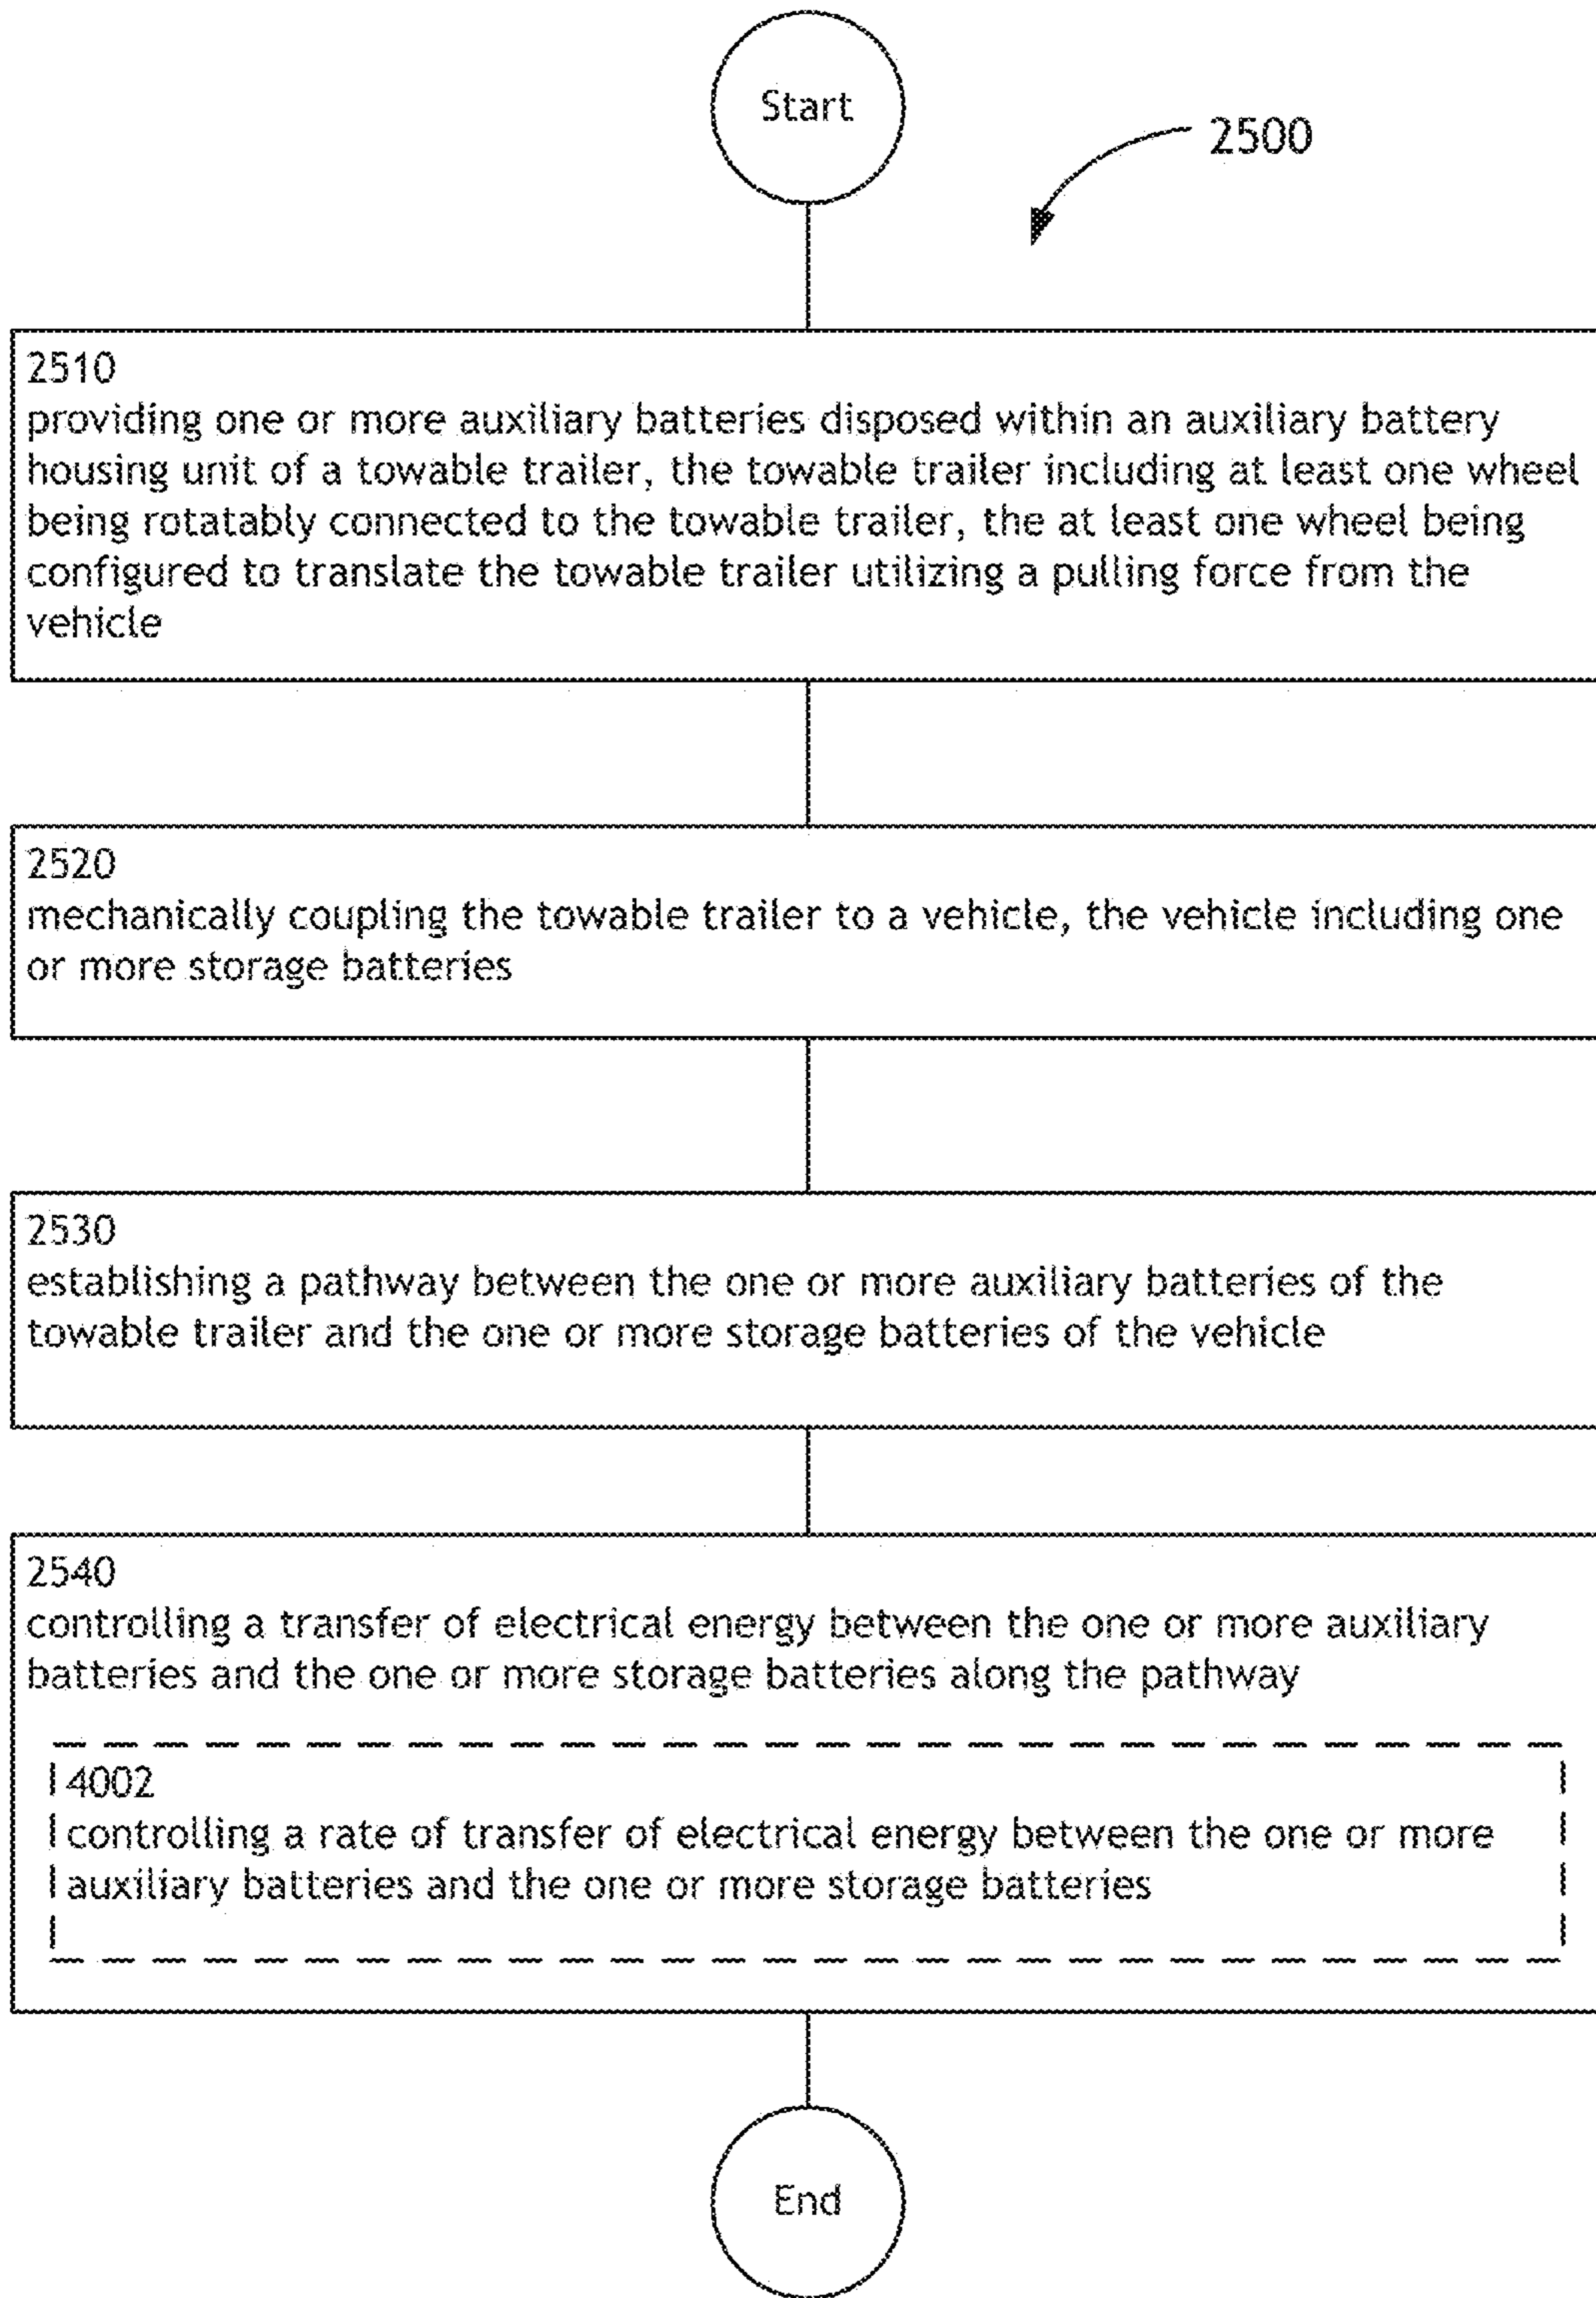 Start
2500
2510
providing one or more auxiliary batteries disposed within an auxiliary battery
housing unit of a towable trailer, the towable trailer including at least one wheel
being rotatably connected to the towable trailer, the at least one wheel being
configured to translate the towable trailer utilizing a pulling force from the
vehicle
2520
mechanically coupling the towable trailer to a vehicle, the vehicle including one
or more storage batteries
2530
establishing a pathway between the one or more auxiliary batteries of the
towable trailer and the one or more storage batteries of the vehicle
2540
controlling a transfer of electrical energy between the one or more auxiliary
batteries and the one or more storage batteries along the pathway
4002
controlling a rate of transfer of electrical energy between the one or more
auxiliary batteries and the one or more storage batteries
End